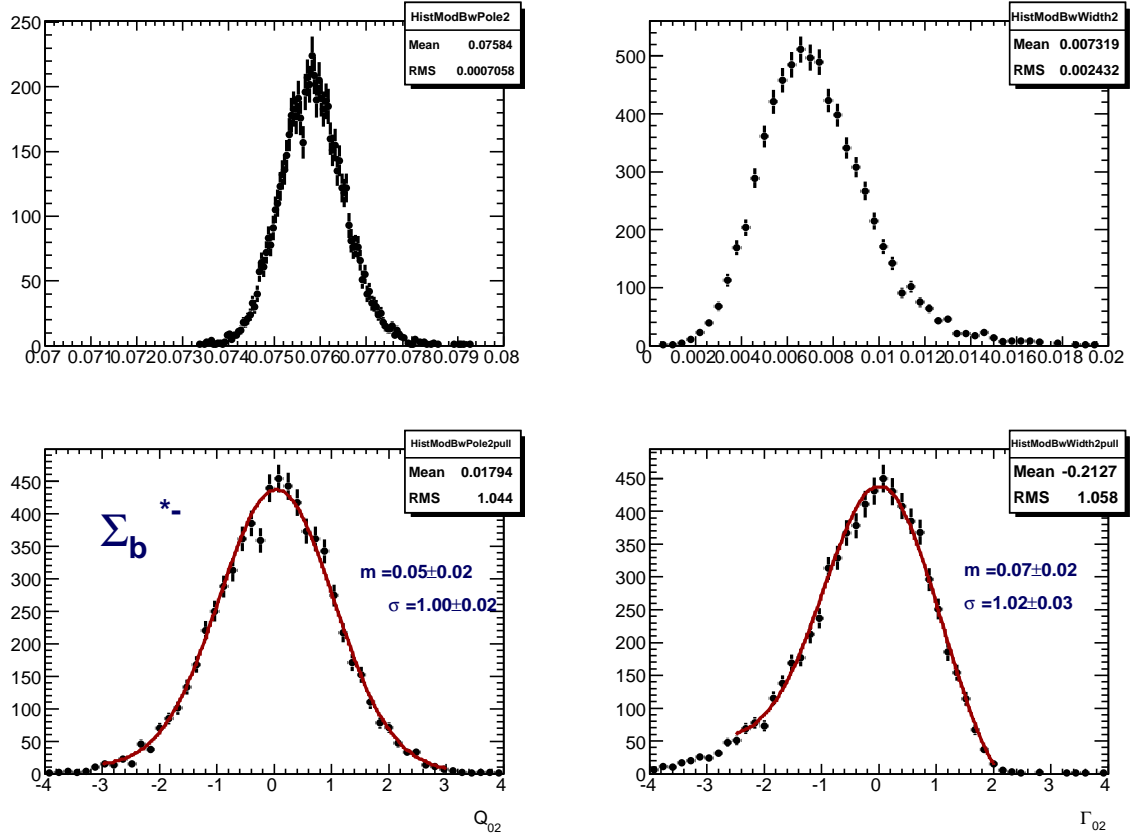 HistModBwPole2
Mean 0.07584
RMS 0.0007058
250
200
150
100
50
0
0.07 0.071 0.072 0.073 0.074 0.075 0.076 0.077 0.078 0.079 0.08
HistModBwWidth2
Mean 0.007319
RMS 0.002432
500
400
300
200
100
0
0 0.002 0.004 0.006 0.008 0.01 0.012 0.014 0.016 0.018 0.02
HistModBwPole2pull
Mean 0.01794
RMS 1.044
Σb*-
m =0.05±0.02
σ =1.00±0.02
450
400
350
300
250
200
150
100
50
0
-4 -3 -2 -1 0 1 2 3 4
Q02
HistModBwWidth2pull
Mean -0.2127
RMS 1.058
m =0.07±0.02
σ =1.02±0.03
450
400
350
300
250
200
150
100
50
0
-4 -3 -2 -1 0 1 2 3 4
Γ02